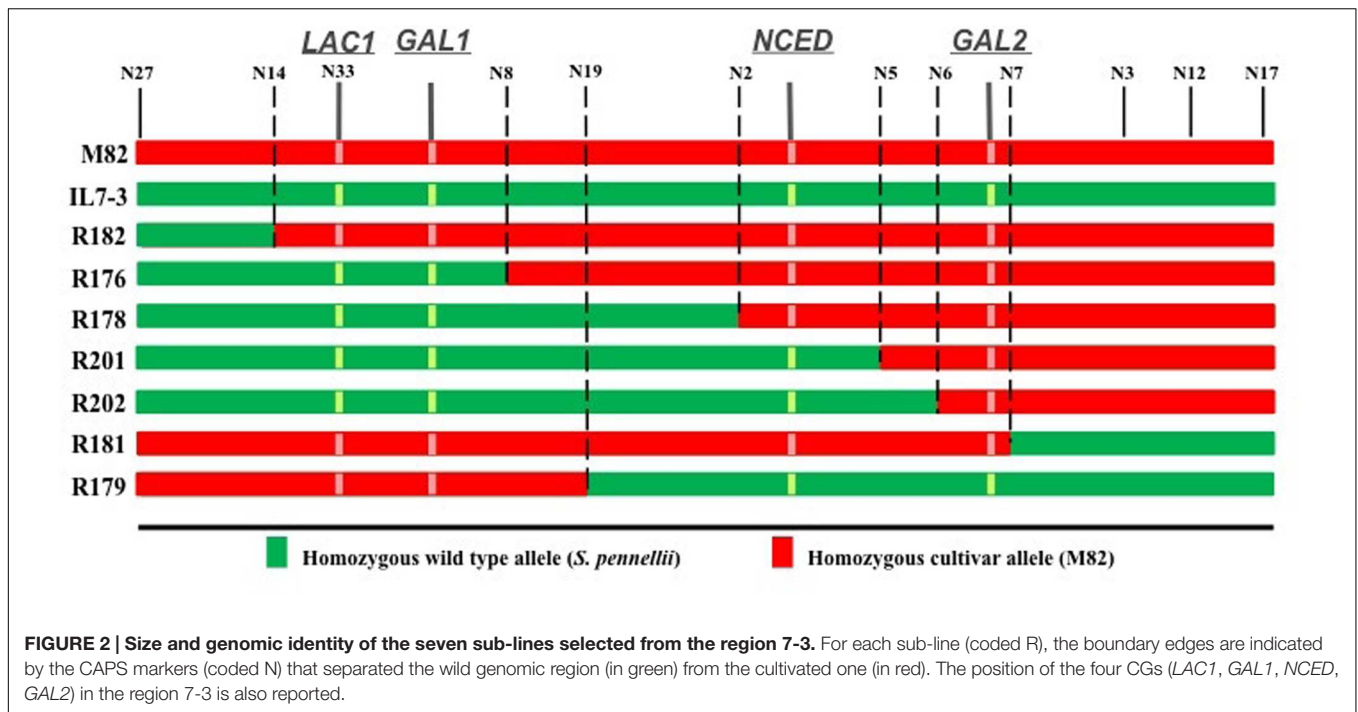 LAC1 GAL1 NCED GAL2
N27 N14 N33 N8 N19 N2 N5 N6 N7 N3 N12 N17
M82
IL7-3
R182
R176
R178
R201
R202
R181
R179
Homozygous wild type allele (S. pennellii) Homozygous cultivar allele (M82)
FIGURE 2 | Size and genomic identity of the seven sub-lines selected from the region 7-3. For each sub-line (coded R), the boundary edges are indicated
by the CAPS markers (coded N) that separated the wild genomic region (in green) from the cultivated one (in red). The position of the four CGs (LAC1, GAL1, NCED,
GAL2) in the region 7-3 is also reported.